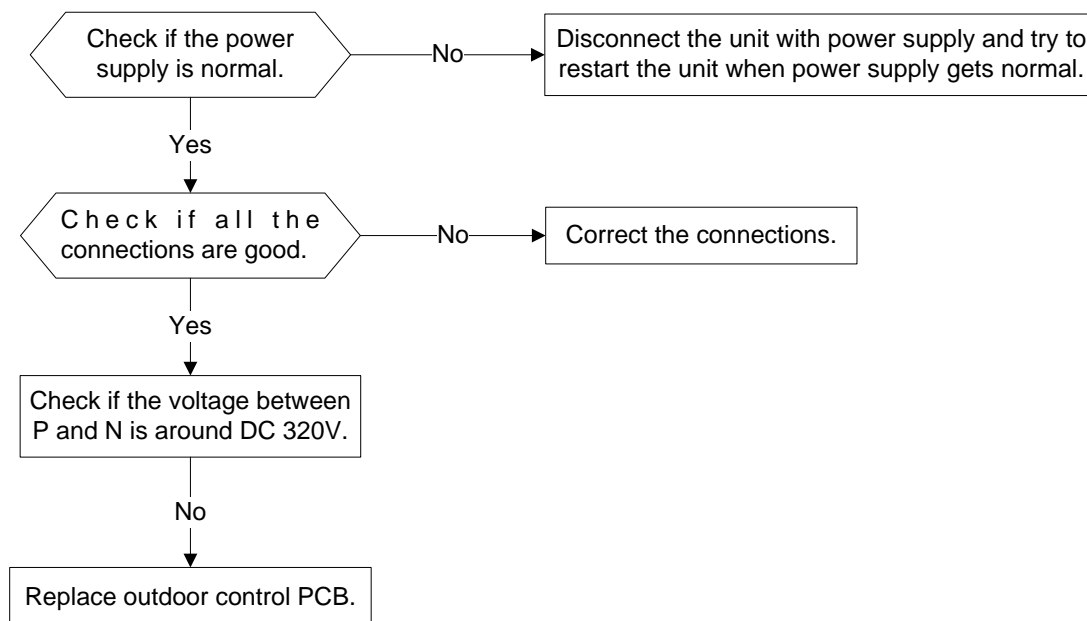 Check if the power
supply is normal.
No
Disconnect the unit with power supply and try to
restart the unit when power supply gets normal.
Yes
Check if all the
connections are good.
No
Correct the connections.
Yes
Check if the voltage between
P and N is around DC 320V.
No
Replace outdoor control PCB.